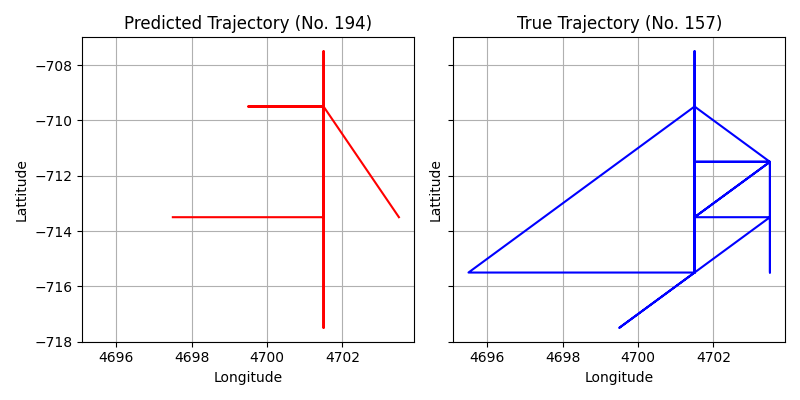 Predicted Trajectory (No. 194)
True Trajectory (No. 157)
−708
−710
−712
−714
−716
−718
Lattitude
Lattitude
4696
4698
4700
4702
4696
4698
4700
4702
Longitude
Longitude